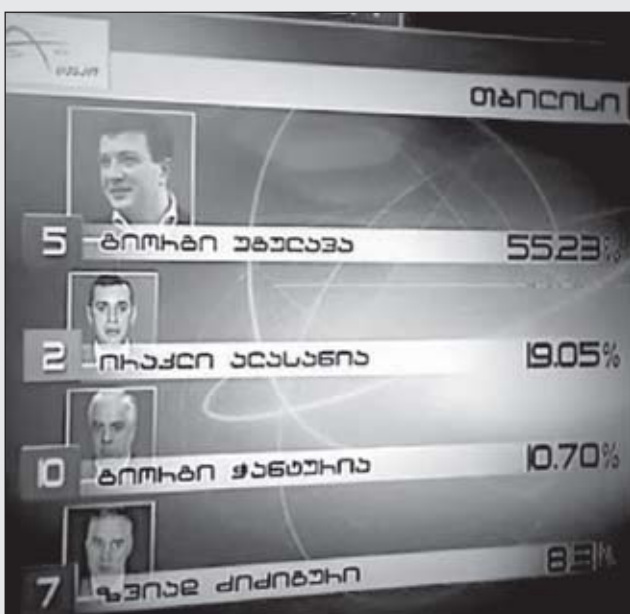 ცესკო
თბილისი
5 გიორგი უგულავა 55.23%
2 ირაკლი ალასანია 19.05%
10 გიორგი ჭანტურია 10.70%
7 ზვიად ძიძიგური